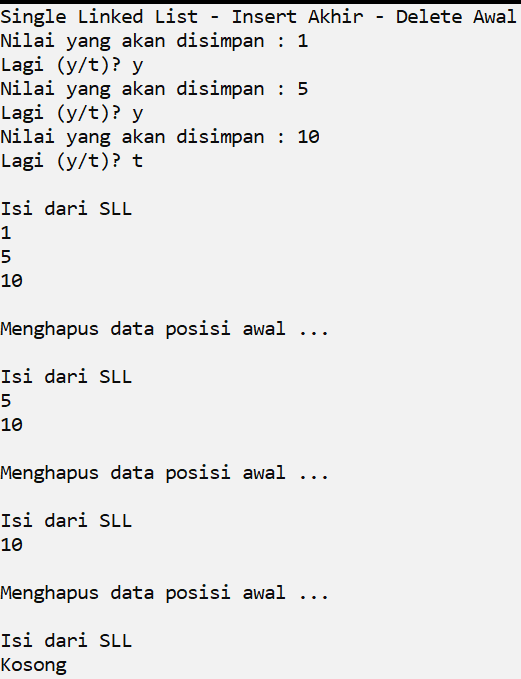 Single Linked List - Insert Akhir - Delete Awal
Nilai yang akan disimpan : 1
Lagi (y/t)? y
Nilai yang akan disimpan : 5
Lagi (y/t)? y
Nilai yang akan disimpan : 10
Lagi (y/t)? t
Isi dari SLL
1
5
10
Menghapus data posisi awal ...
Isi dari SLL
5
10
Menghapus data posisi awal ...
Isi dari SLL
10
Menghapus data posisi awal ...
Isi dari SLL
Kosong